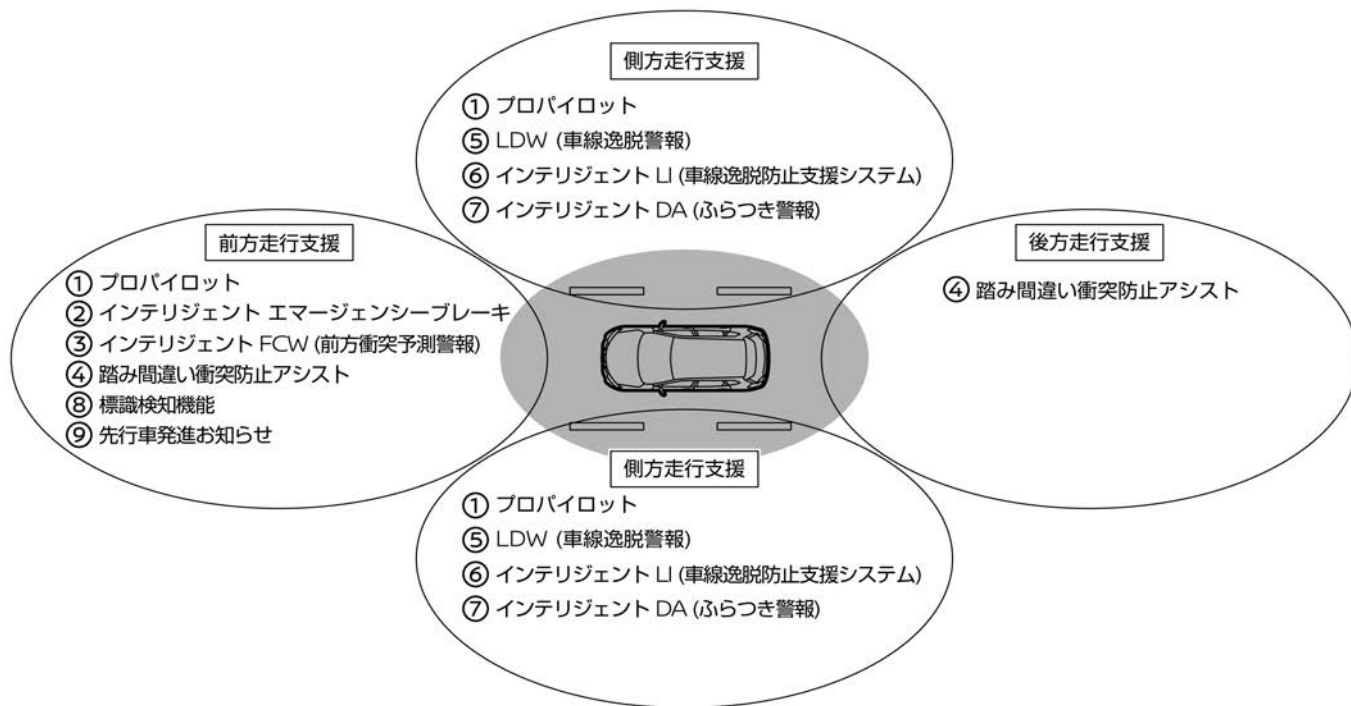 側方走行支援
① プロパイロット
⑤ LDW (車線逸脱警報)
⑥ インテリジェント LI (車線逸脱防止支援システム)
⑦ インテリジェント DA (ふらつき警報)
前方走行支援
① プロパイロット
② インテリジェント エマージェンシーブレーキ
③ インテリジェント FCW (前方衝突予測警報)
④ 踏み間違い衝突防止アシスト
⑧ 標識検知機能
⑨ 先行車発進お知らせ
後方走行支援
④ 踏み間違い衝突防止アシスト
側方走行支援
① プロパイロット
⑤ LDW (車線逸脱警報)
⑥ インテリジェント LI (車線逸脱防止支援システム)
⑦ インテリジェント DA (ふらつき警報)